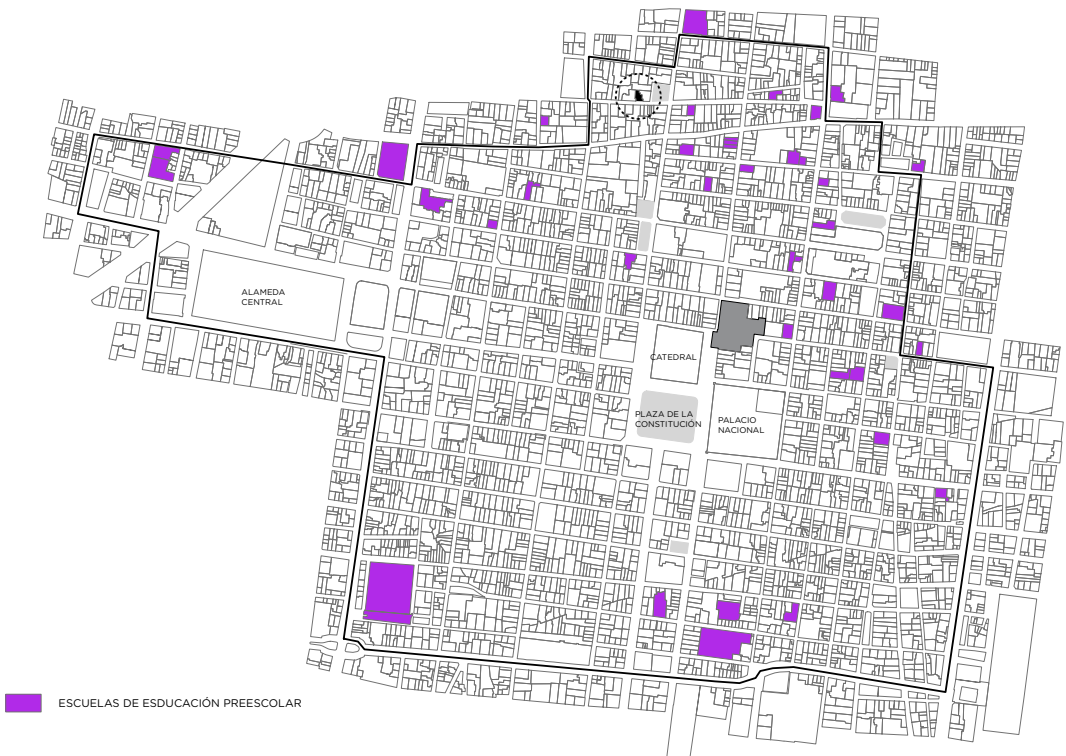 ALAMEDA
CENTRAL
CATEDRAL
PLAZA DE LA
CONSTITUCIÓN
PALACIO
NACIONAL
ESCUELAS DE ESDUCACIÓN PREESCOLAR